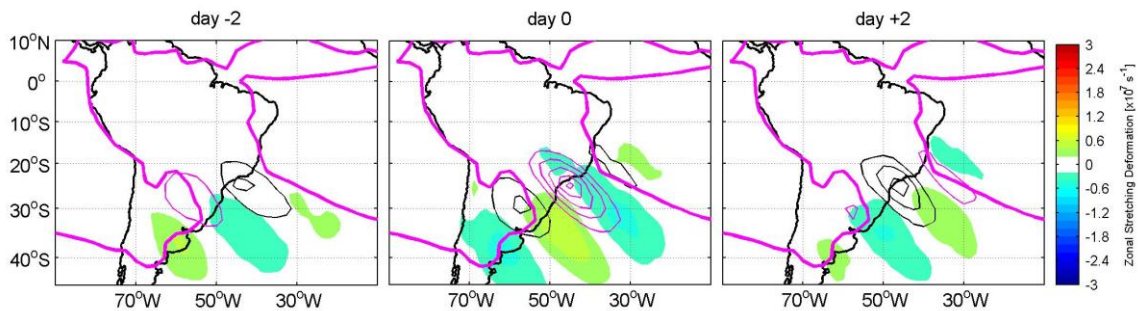 day -2
day 0
day +2
10°N
0°
10°S
20°S
30°S
40°S
70°W 50°W 30°W
70°W 50°W 30°W
70°W 50°W 30°W
3
2.4
1.8
1.2
0.6
0
-0.6
-1.2
-1.8
-2.4
-3
Zonal Stretching Deformation [x10⁷ s⁻¹]